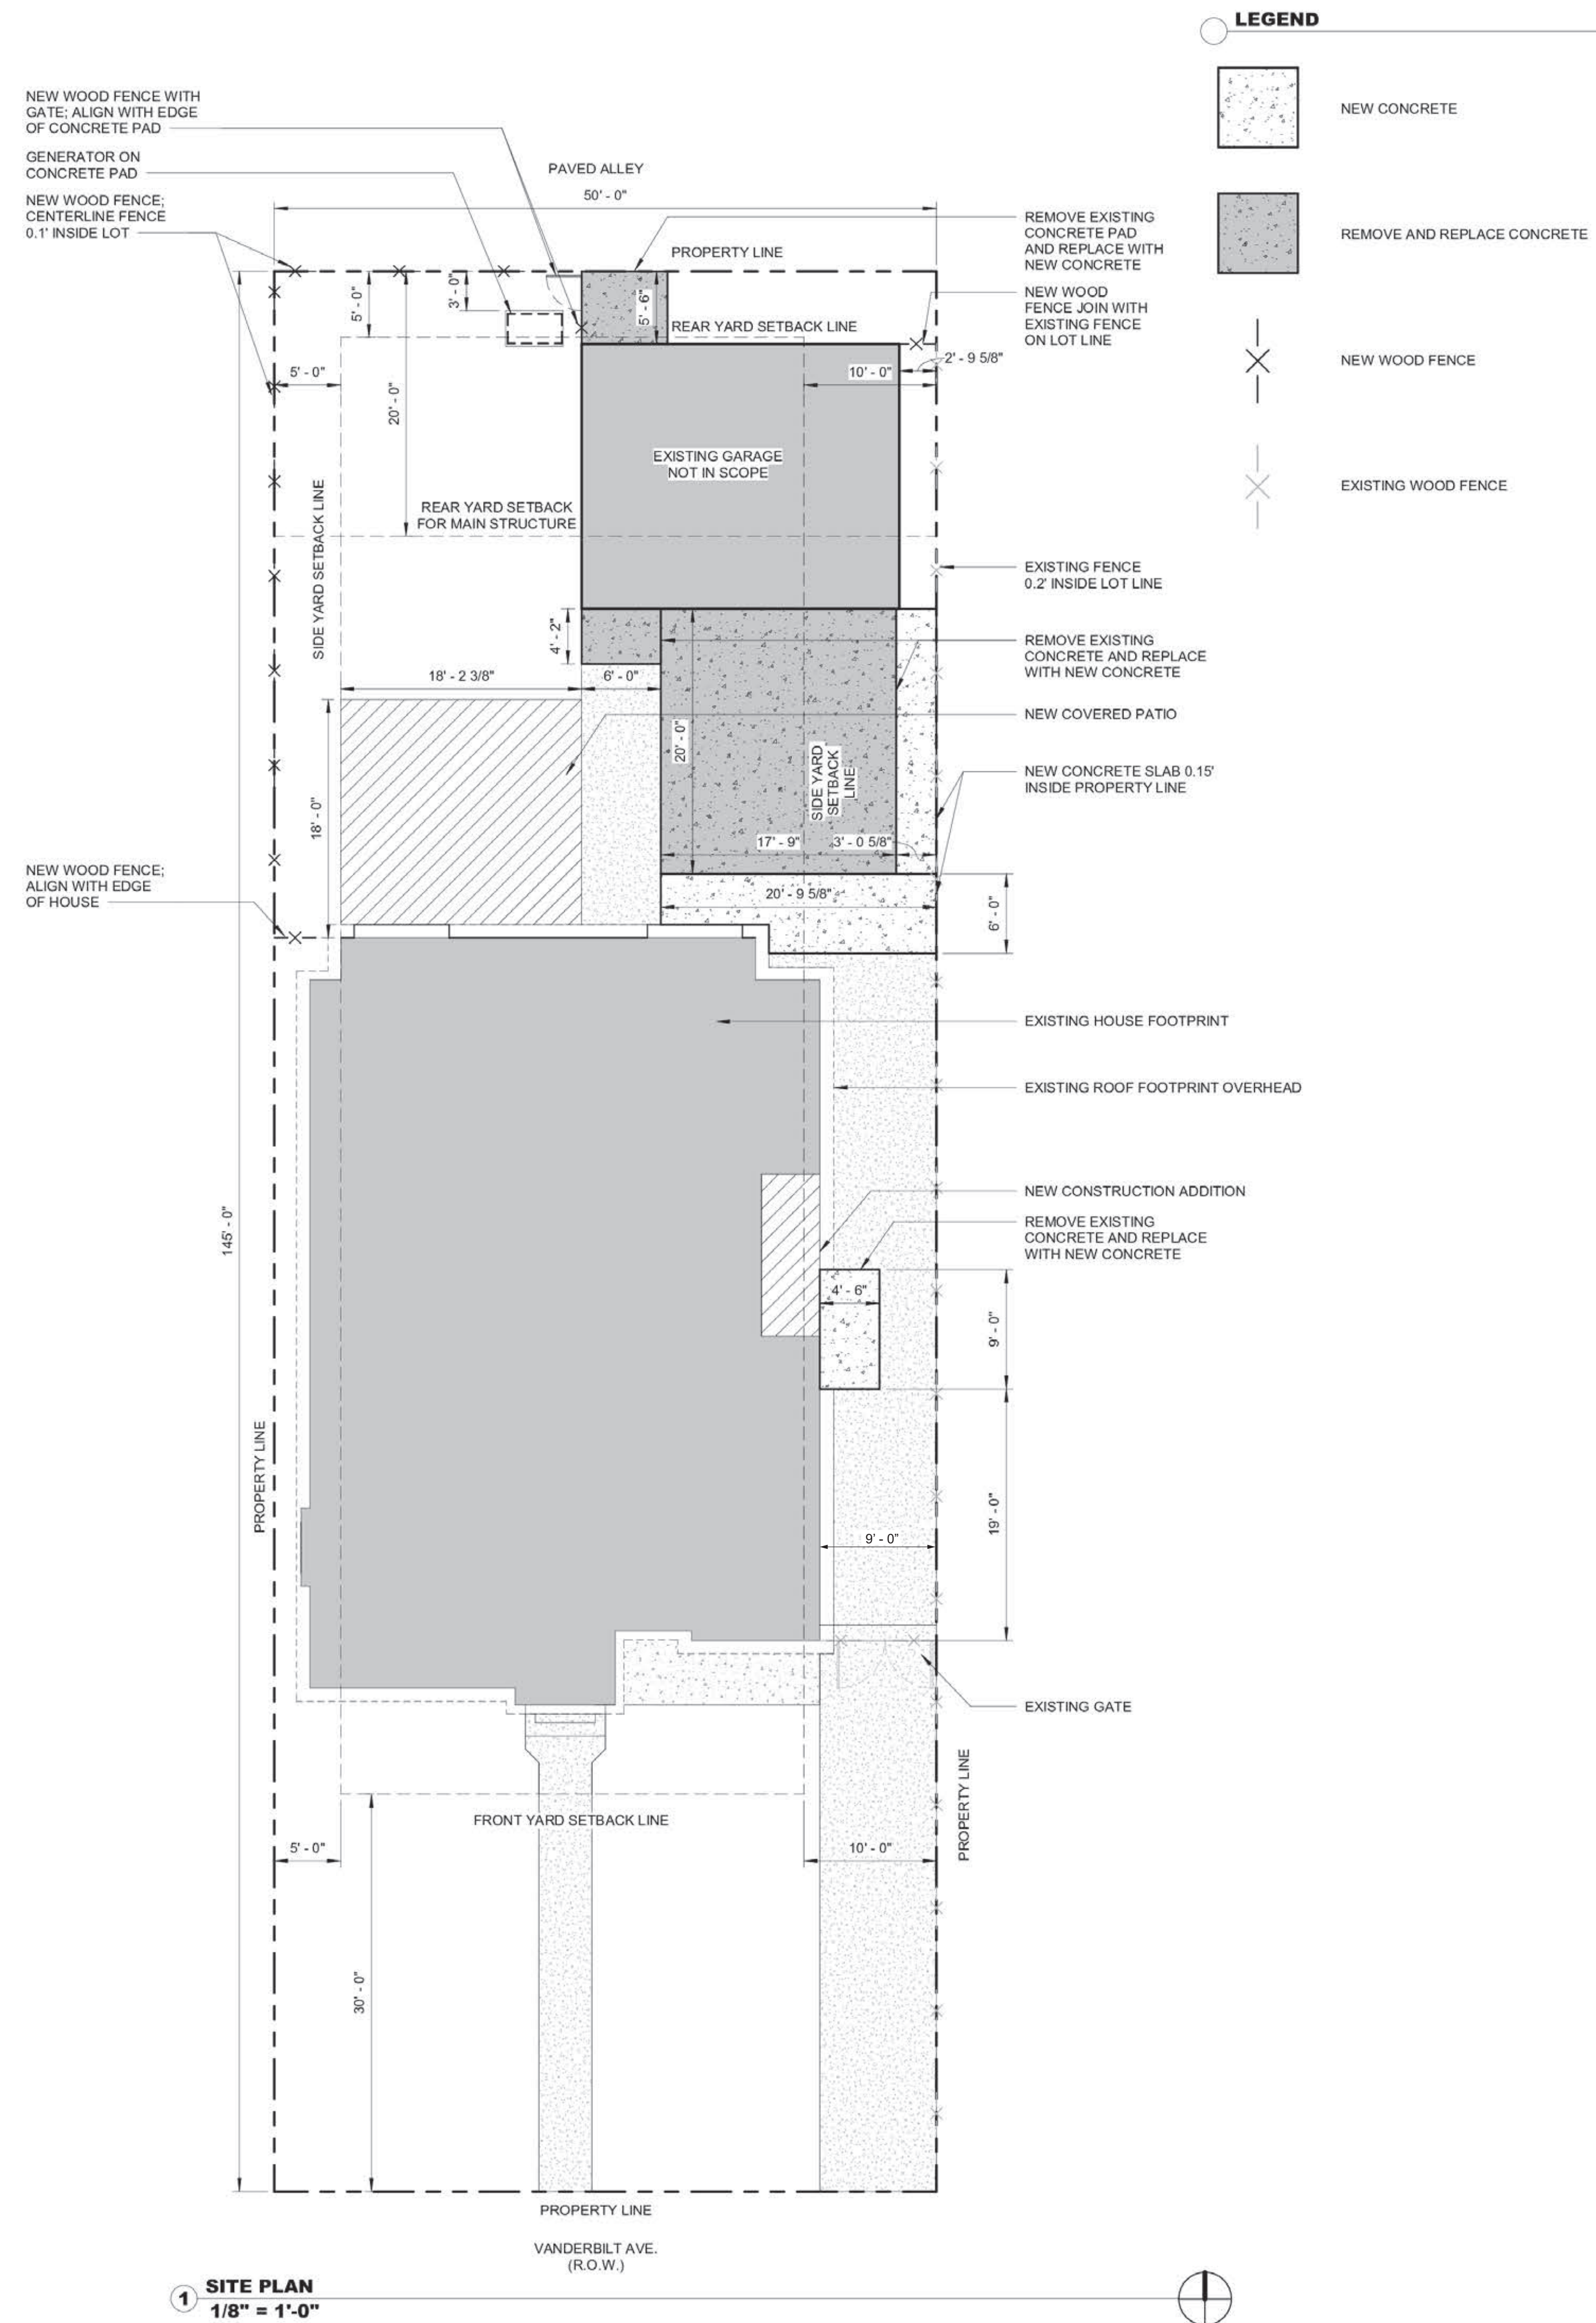 LEGEND
NEW CONCRETE
REMOVE AND REPLACE CONCRETE
NEW WOOD FENCE
EXISTING WOOD FENCE
NEW WOOD FENCE WITH
GATE; ALIGN WITH EDGE
OF CONCRETE PAD
GENERATOR ON
CONCRETE PAD
NEW WOOD FENCE;
CENTERLINE FENCE
0.1' INSIDE LOT
PAVED ALLEY
50' - 0"
PROPERTY LINE
REMOVE EXISTING
CONCRETE PAD
AND REPLACE WITH
NEW CONCRETE
NEW WOOD
FENCE JOIN WITH
EXISTING FENCE
ON LOT LINE
5' - 0"
3' - 0"
5' - 6"
REAR YARD SETBACK LINE
2' - 9 5/8"
5' - 0"
20' - 0"
10' - 0"
EXISTING GARAGE
NOT IN SCOPE
SIDE YARD SETBACK LINE
REAR YARD SETBACK
FOR MAIN STRUCTURE
EXISTING FENCE
0.2' INSIDE LOT LINE
4' - 2"
REMOVE EXISTING
CONCRETE AND REPLACE
WITH NEW CONCRETE
18' - 2 3/8"
6' - 0"
NEW COVERED PATIO
20' - 0"
SIDE YARD
SETBACK
LINE
NEW CONCRETE SLAB 0.15'
INSIDE PROPERTY LINE
18' - 0"
17' - 9"
3' - 0 5/8"
NEW WOOD FENCE;
ALIGN WITH EDGE
OF HOUSE
20' - 9 5/8"
6' - 0"
EXISTING HOUSE FOOTPRINT
EXISTING ROOF FOOTPRINT OVERHEAD
145' - 0"
NEW CONSTRUCTION ADDITION
REMOVE EXISTING
CONCRETE AND REPLACE
WITH NEW CONCRETE
4' - 6"
9' - 0"
PROPERTY LINE
19' - 0"
9' - 0"
EXISTING GATE
PROPERTY LINE
FRONT YARD SETBACK LINE
5' - 0"
10' - 0"
30' - 0"
PROPERTY LINE
VANDERBILT AVE.
(R.O.W.)
1 SITE PLAN
1/8" = 1'-0"